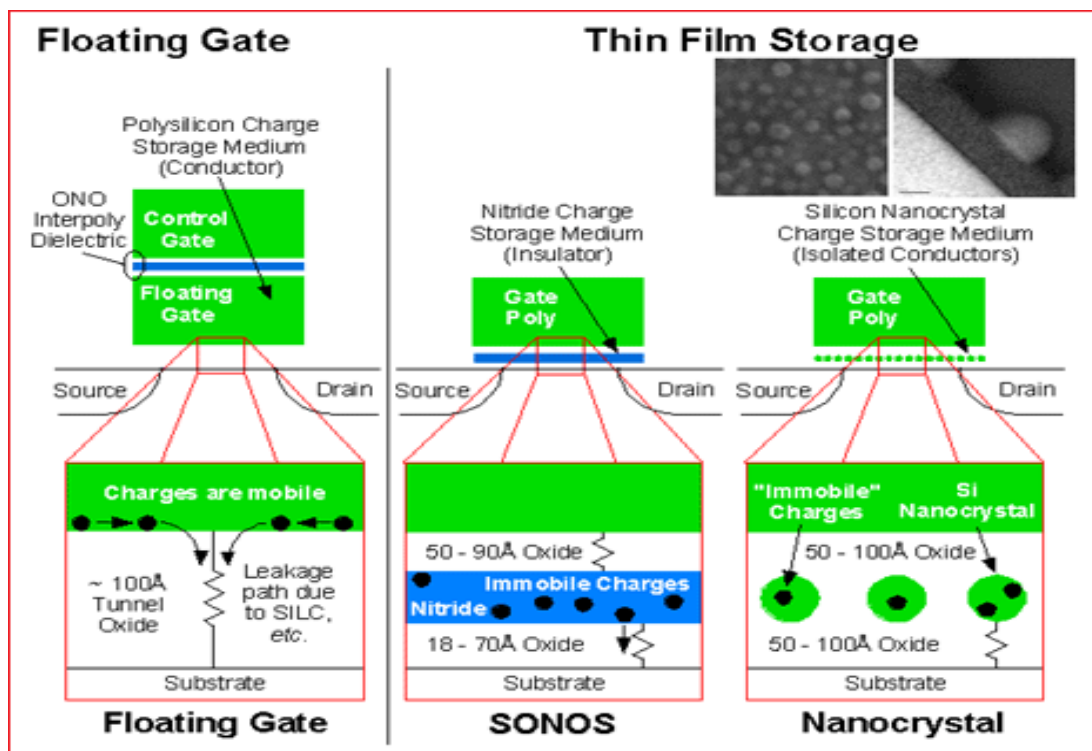 Floating Gate
Thin Film Storage
Polysilicon Charge
Storage Medium
(Conductor)
ONO
Interpoly
Dielectric
Control
Gate
Floating
Gate
Source
Drain
Charges are mobile
~ 100Å
Tunnel
Oxide
Leakage
path due
to SILC,
etc.
Substrate
Floating Gate
Nitride Charge
Storage Medium
(Insulator)
Gate
Poly
Source
Drain
50 - 90Å Oxide
Immobile Charges
Nitride
18 - 70Å Oxide
Substrate
SONOS
Silicon Nanocrystal
Charge Storage Medium
(Isolated Conductors)
Gate
Poly
Source
Drain
"Immobile"
Charges
Si
Nanocrystal
50 - 100Å Oxide
50 - 100Å Oxide
Substrate
Nanocrystal